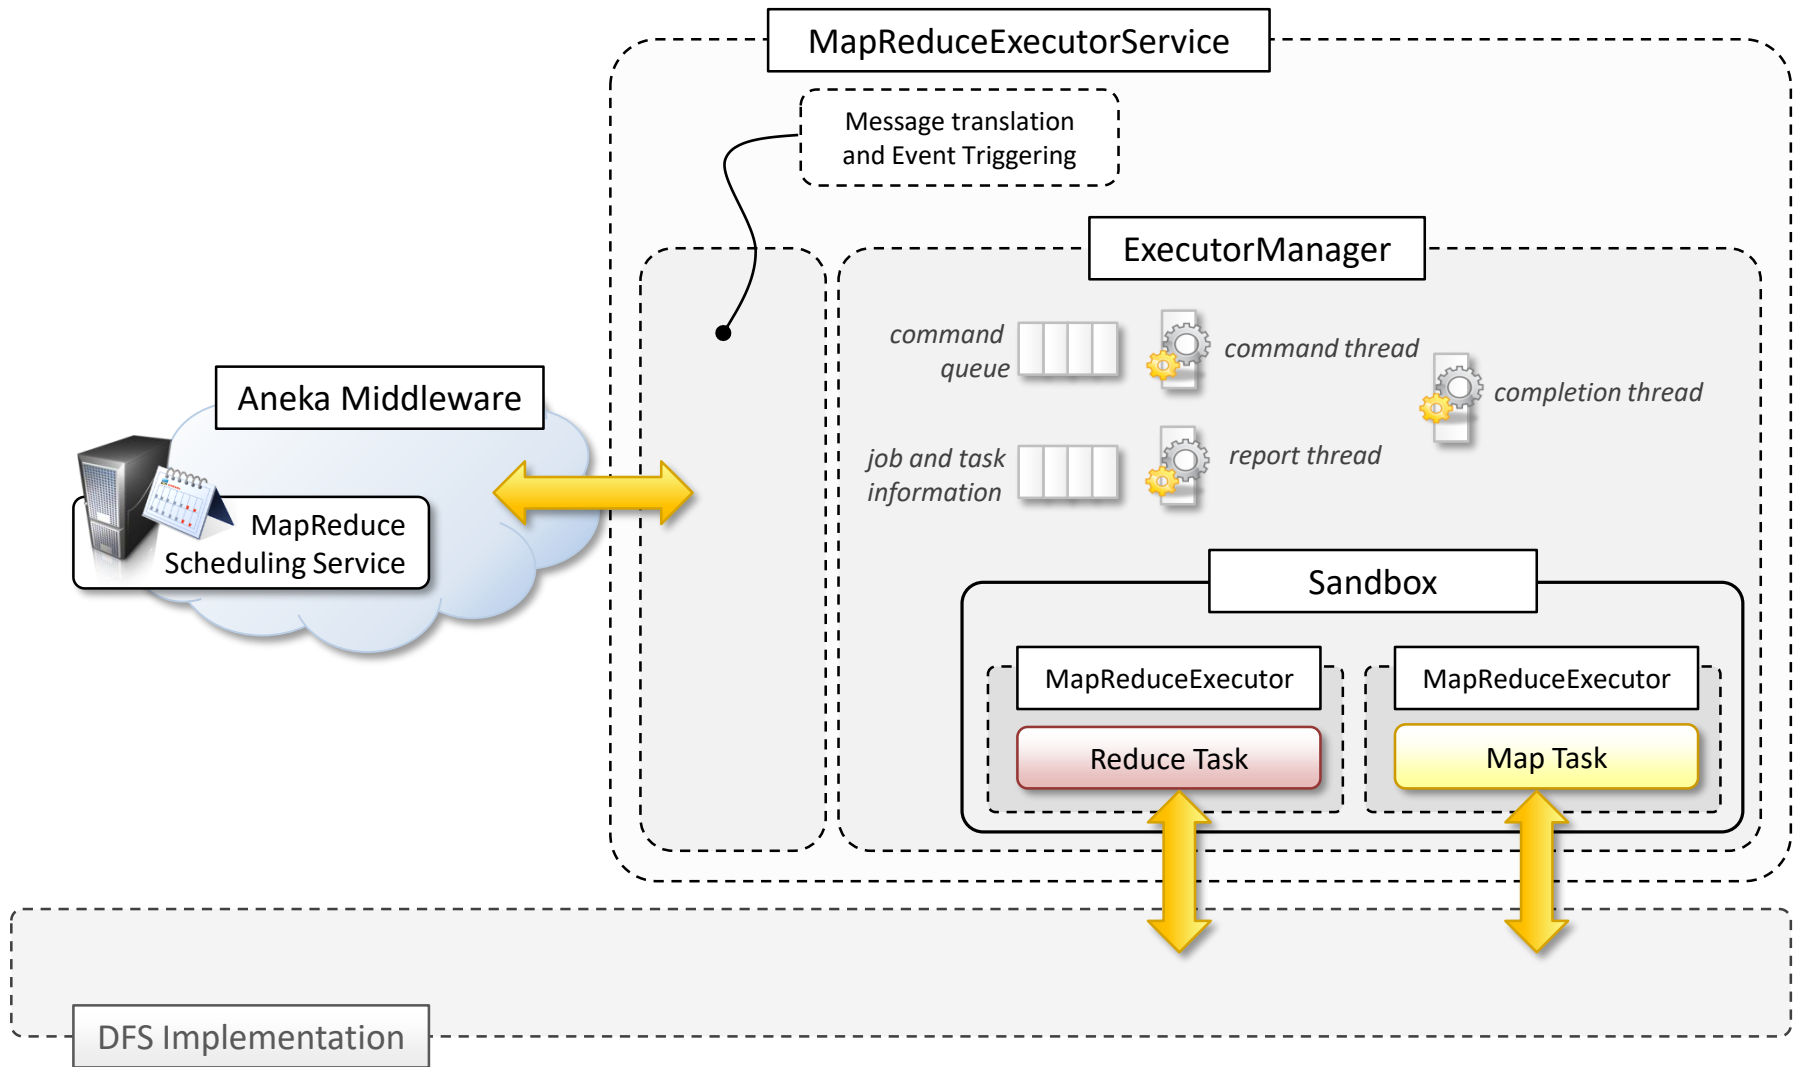 MapReduceExecutorService
Message translation
and Event Triggering
ExecutorManager
command
queue
command thread
completion thread
job and task
information
report thread
Aneka Middleware
MapReduce
Scheduling Service
Sandbox
MapReduceExecutor
MapReduceExecutor
Reduce Task
Map Task
DFS Implementation